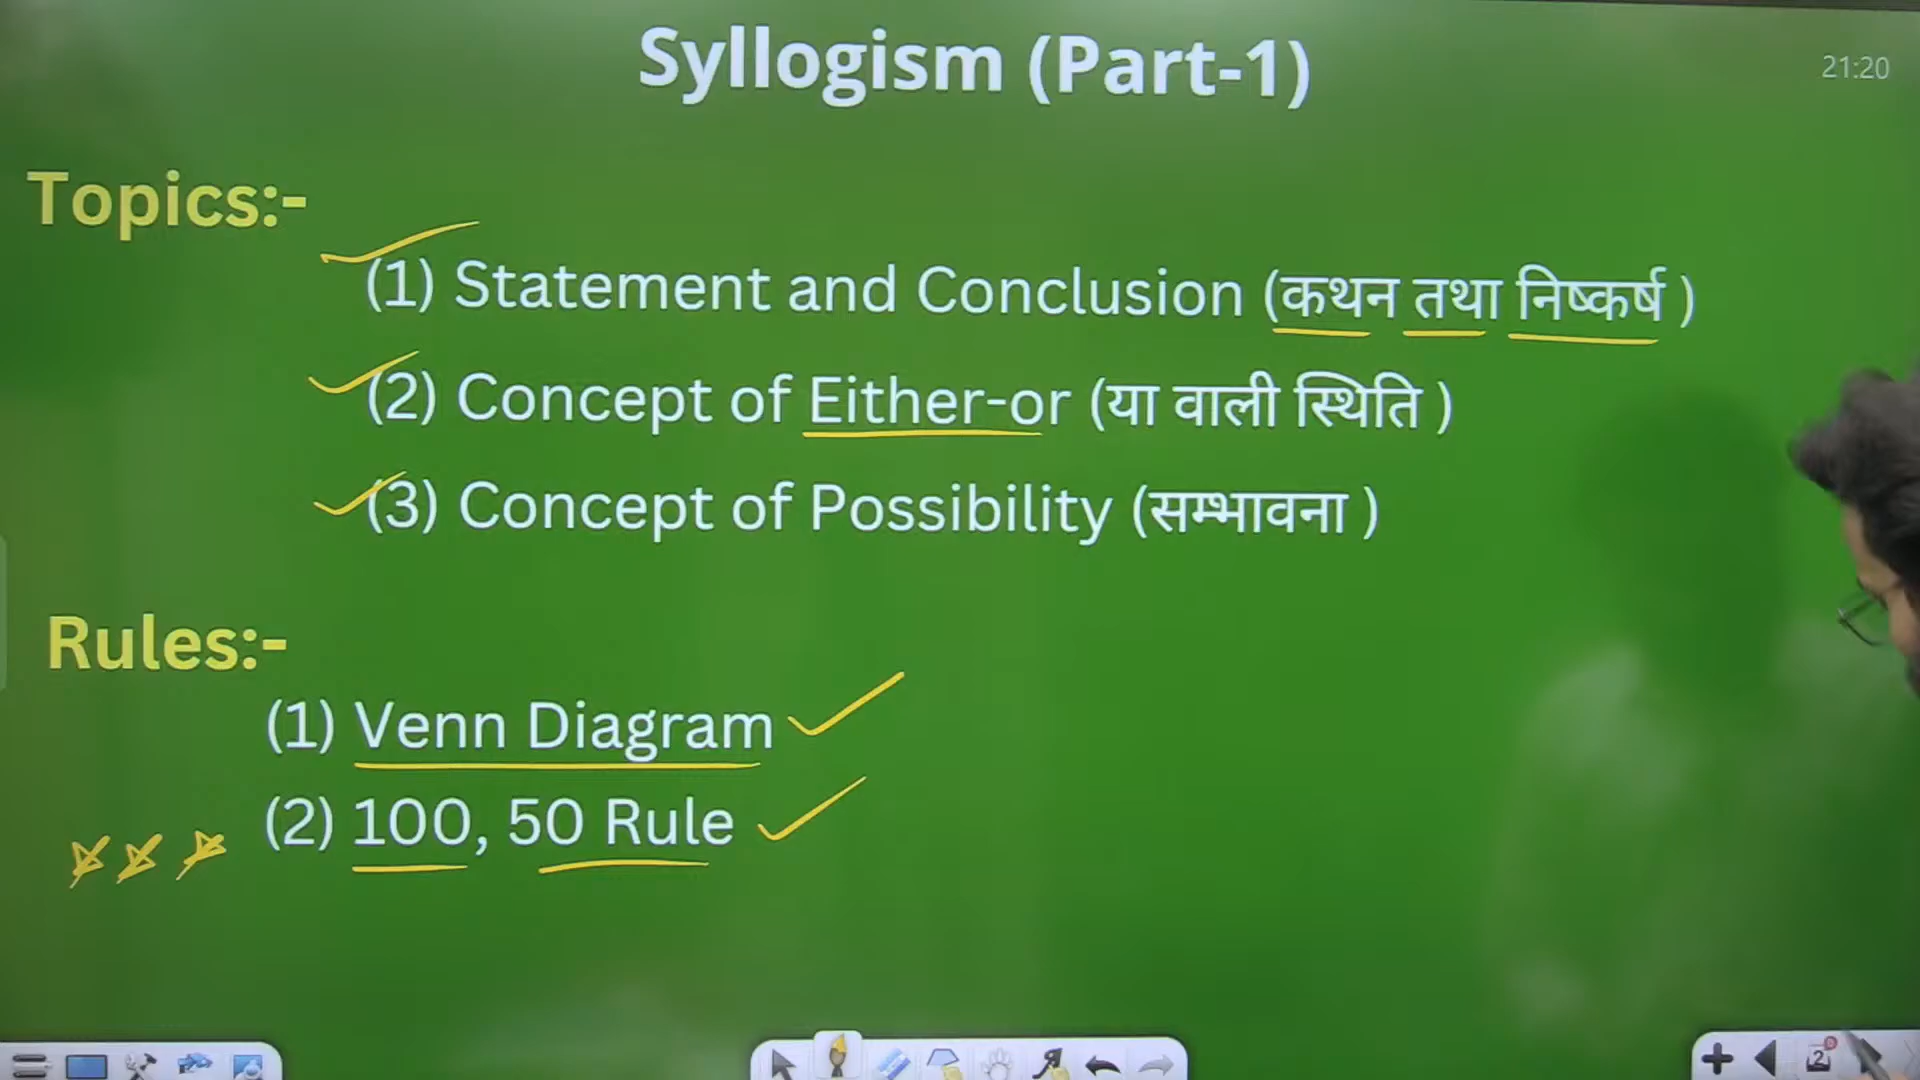 Syllogism (Part-1)
21:20
Topics:-
(1) Statement and Conclusion (कथन तथा निष्कर्ष )
(2) Concept of Either-or (या वाली स्थिति )
(3) Concept of Possibility (सम्भावना )
Rules:-
(1) Venn Diagram
(2) 100, 50 Rule
2